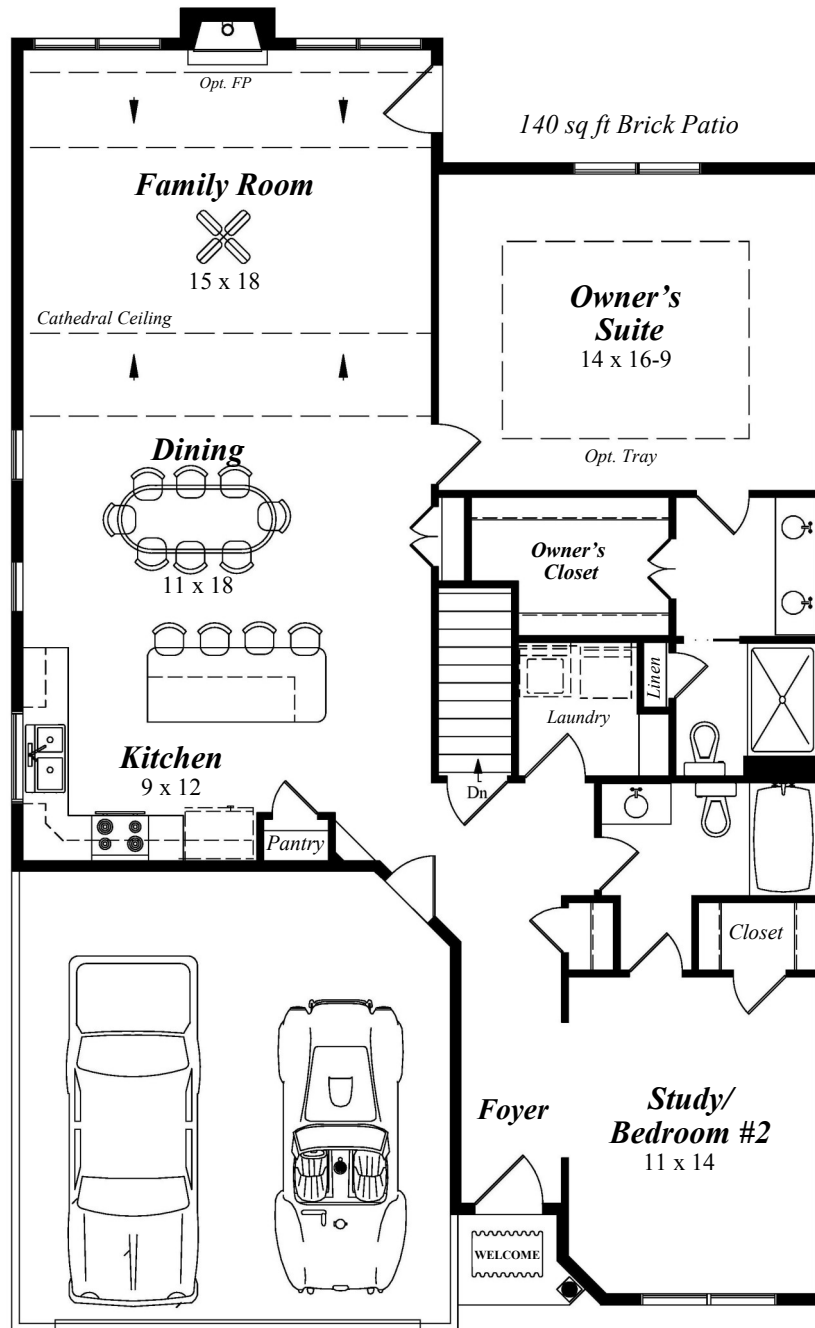 Opt. FP
140 sq ft Brick Patio
Family Room
15 x 18
Cathedral Ceiling
Owner’s
Suite
14 x 16-9
Opt. Tray
Dining
11 x 18
Owner’s
Closet
Linen
Laundry
Kitchen
9 x 12
Dn
Pantry
Closet
Foyer
Study/
Bedroom #2
11 x 14
WELCOME